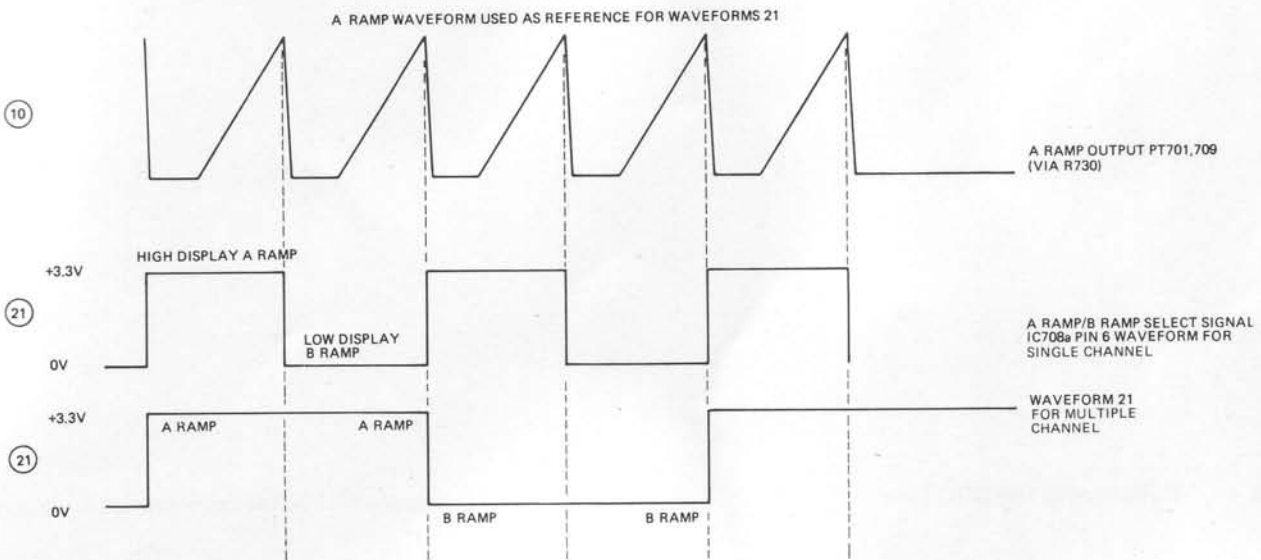 A RAMP WAVEFORM USED AS REFERENCE FOR WAVEFORMS 21
10
A RAMP OUTPUT PT701,709
(VIA R730)
HIGH DISPLAY A RAMP
+3.3V
21
LOW DISPLAY
B RAMP
0V
A RAMP/B RAMP SELECT SIGNAL
IC708a PIN 6 WAVEFORM FOR
SINGLE CHANNEL
+3.3V
A RAMP
A RAMP
WAVEFORM 21
FOR MULTIPLE
CHANNEL
21
0V
B RAMP
B RAMP